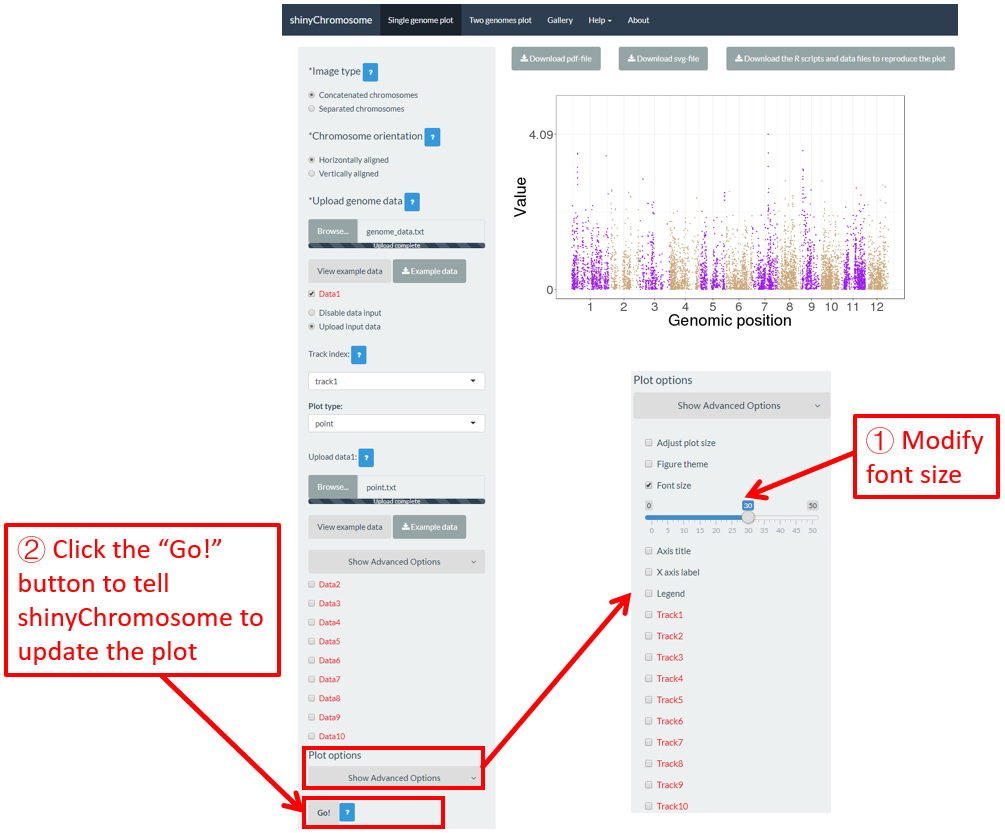 shinyChromosome Single genome plot Two genomes plot Gallery Help About
*Image type ?
Concatenated chromosomes
Separated chromosomes
*Chromosome orientation ?
Horizontally aligned
Vertically aligned
*Upload genome data ?
Browse... genome_data.txt
Upload complete
View example data Example data
Data1
Disable data input
Upload input data
Track index: ?
track1
Plot type:
point
Upload data1: ?
Browse... point.txt
Upload complete
View example data Example data
Show Advanced Options
Data2
Data3
Data4
Data5
Data6
Data7
Data8
Data9
Data10
Plot options
Show Advanced Options
Go! ?
Download pdf-file Download svg-file Download the R scripts and data files to reproduce the plot
4.09
Value
0
1 2 3 4 5 6 7 8 9 10 11 12
Genomic position
Plot options
Show Advanced Options
Adjust plot size
Figure theme
Font size
0 30 50
0 5 10 15 20 25 30 35 40 45 50
Axis title
X axis label
Legend
Track1
Track2
Track3
Track4
Track5
Track6
Track7
Track8
Track9
Track10
① Modify
font size
② Click the “Go!”
button to tell
shinyChromosome to
update the plot